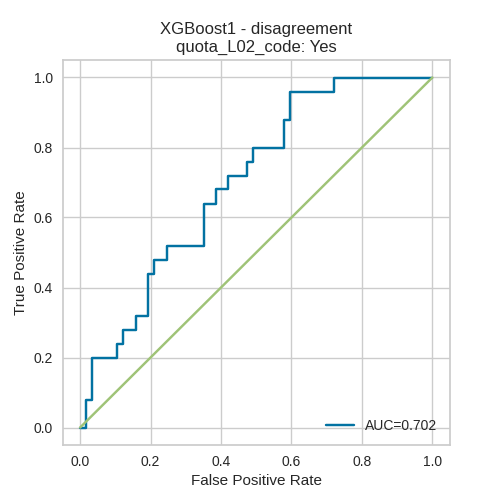 XGBoost1 - disagreement
quota_L02_code: Yes
True Positive Rate
1.0
0.8
0.6
0.4
0.2
0.0
AUC=0.702
0.0 0.2 0.4 0.6 0.8 1.0
False Positive Rate